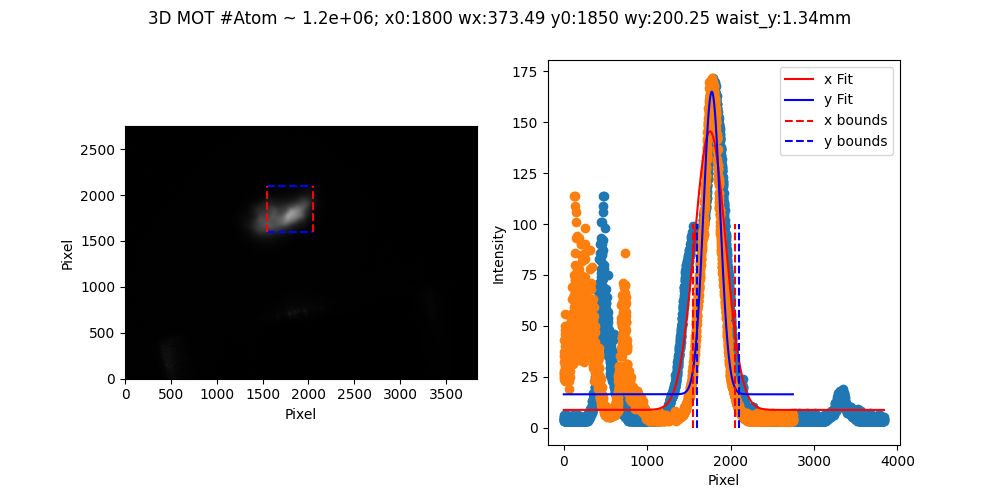 3D MOT #Atom ~ 1.2e+06; x0:1800 wx:373.49 y0:1850 wy:200.25 waist_y:1.34mm
2500
2000
1500
1000
500
0
Pixel
0 500 1000 1500 2000 2500 3000 3500
Pixel
175
150
125
100
75
50
25
0
Intensity
0 1000 2000 3000 4000
Pixel
x Fit
y Fit
x bounds
y bounds